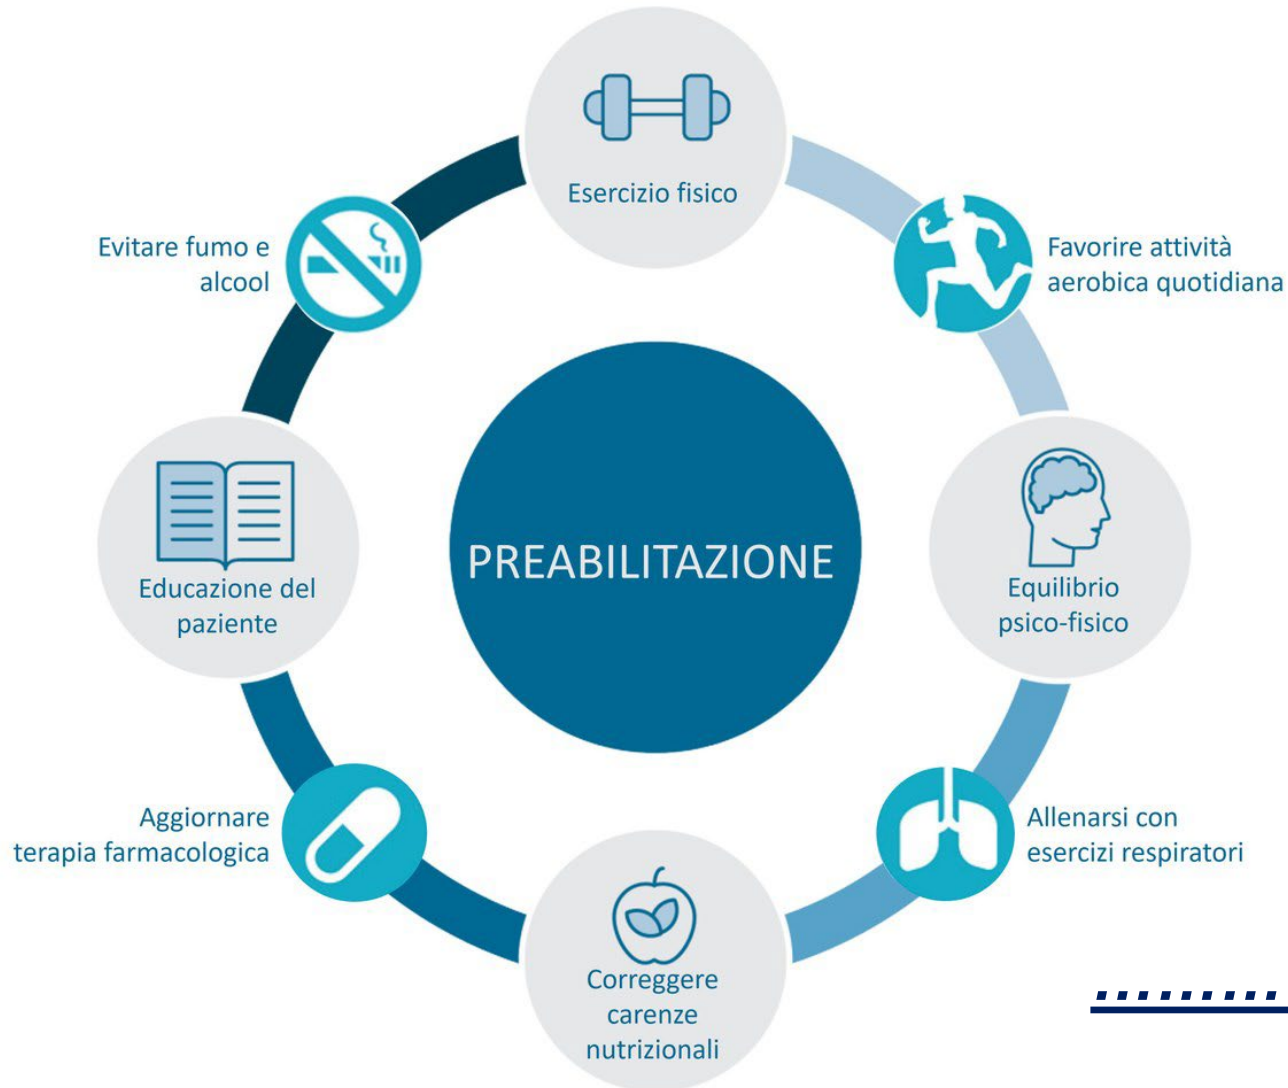 Esercizio fisico
Evitare fumo e
alcool
Favorire attività
aerobica quotidiana
PREABILITAZIONE
Educazione del
paziente
Equilibrio
psico-fisico
Aggiornare
terapia farmacologica
Allenarsi con
esercizi respiratori
Correggere
carenze
nutrizionali